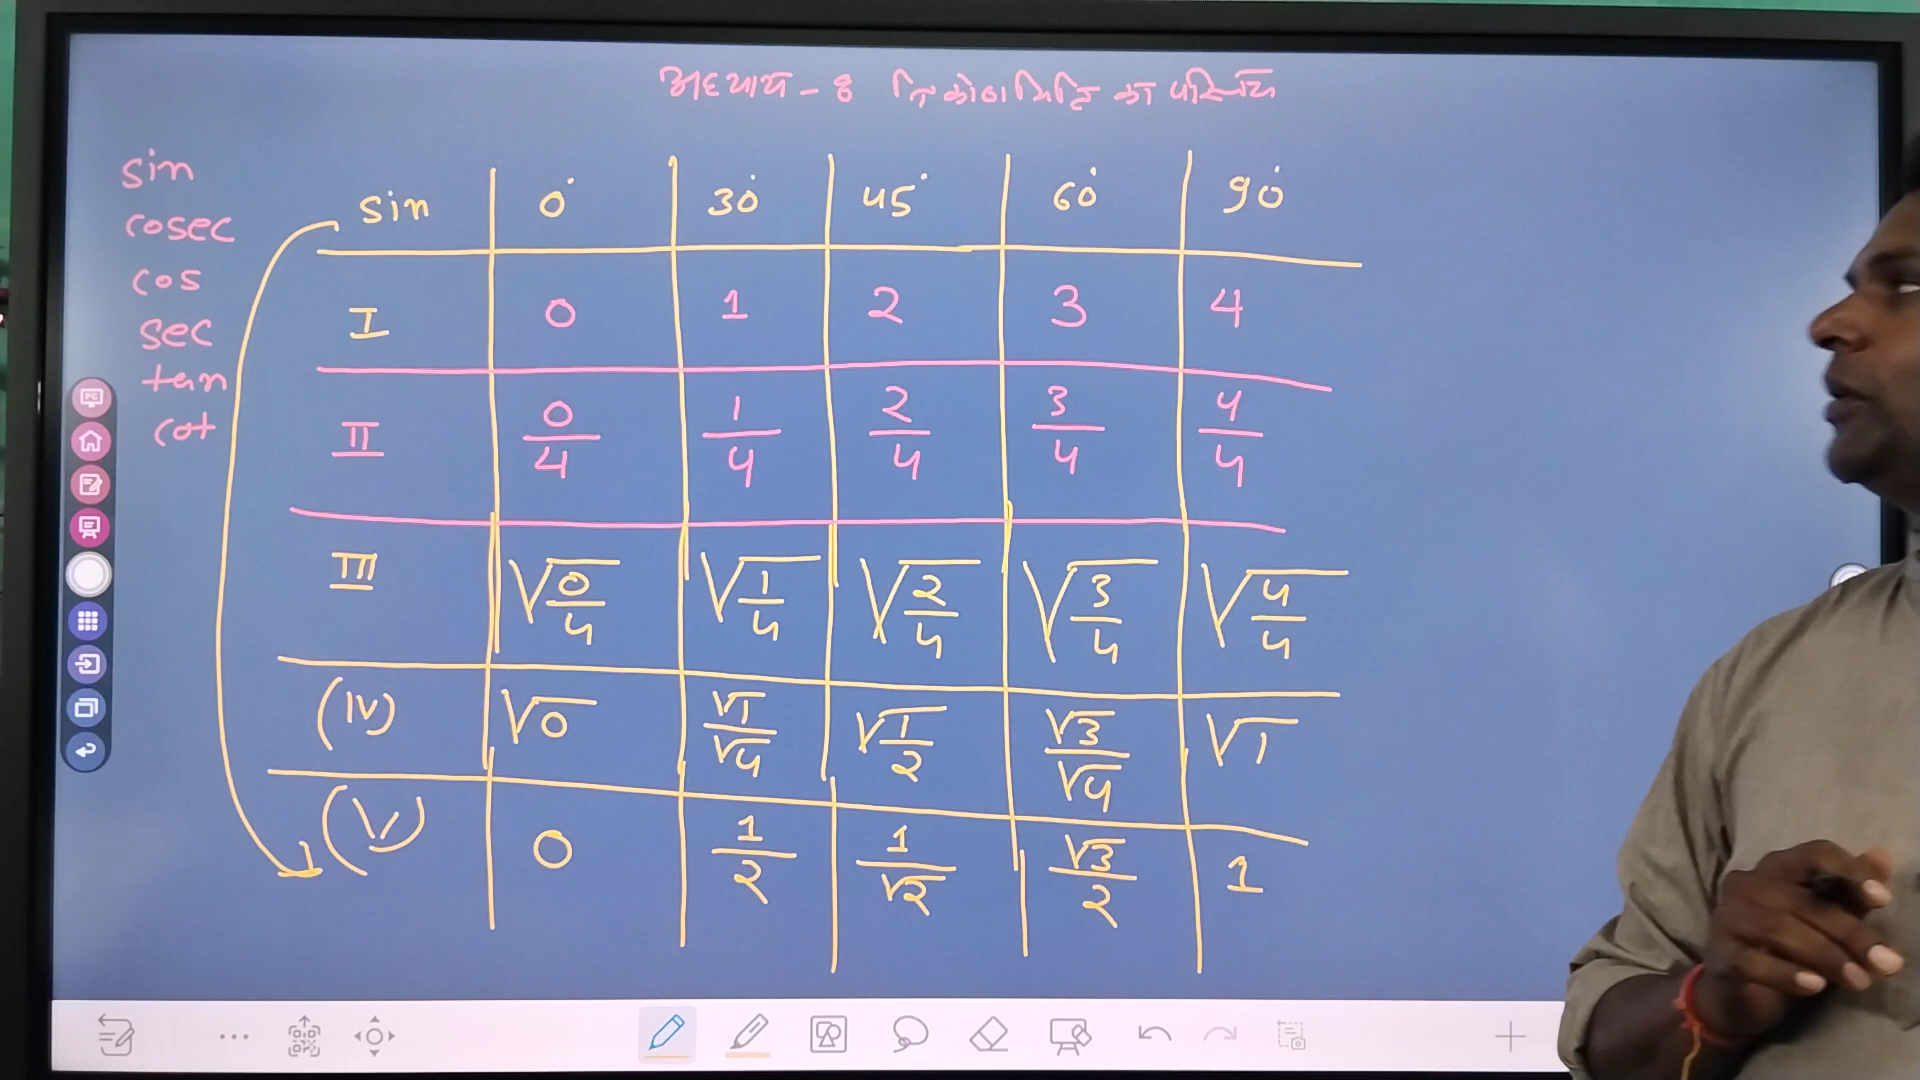 अध्याय - 8 त्रिकोणमिति का परिचय
sin
cosec
cos
sec
tan
cot
sin 0° 30° 45° 60° 90°
I 0 1 2 3 4
II 0/4 1/4 2/4 3/4 4/4
III √(0/4) √(1/4) √(2/4) √(3/4) √(4/4)
(IV) √0 √1/√4 √(1/2) √3/√4 √1
(V) 0 1/2 1/√2 √3/2 1